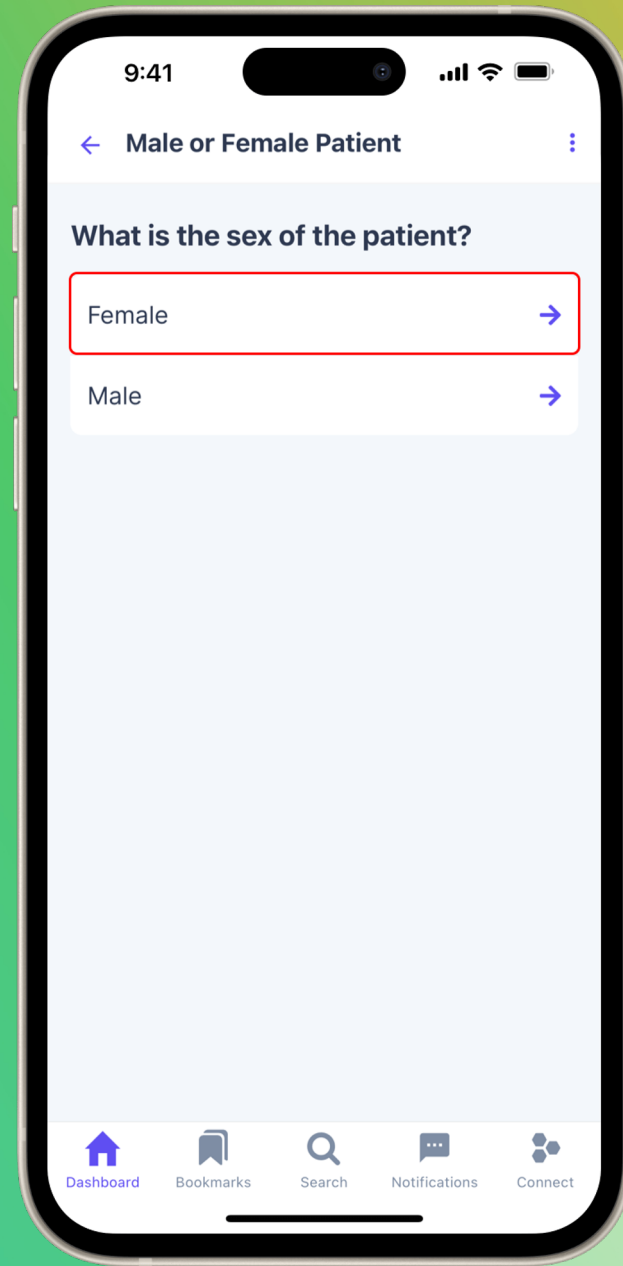 9:41
Male or Female Patient
What is the sex of the patient?
Female
Male
Dashboard Bookmarks Search Notifications Connect